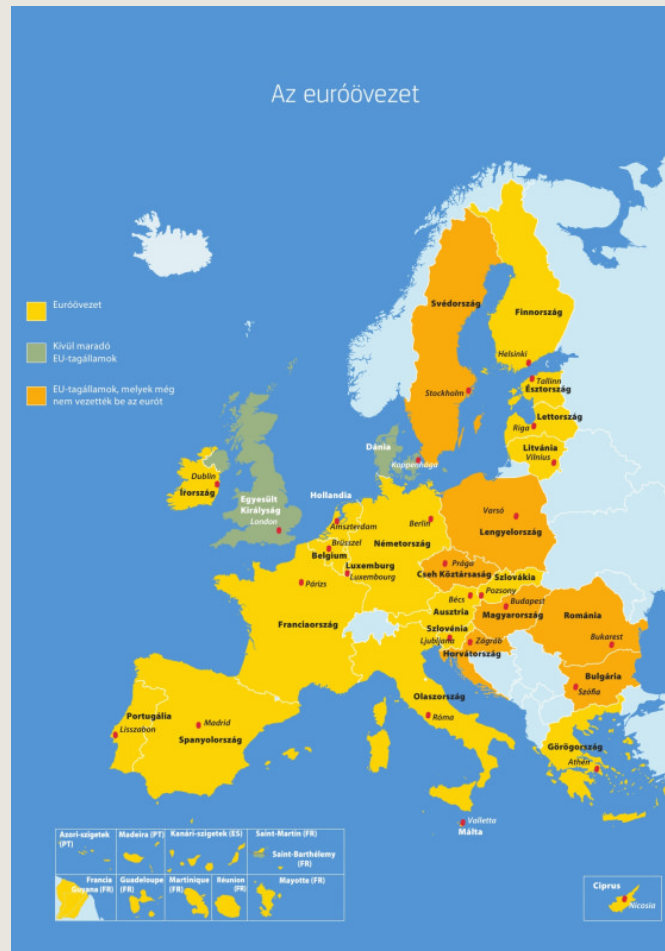 Az euróövezet
Euróövezet
Kívül maradó
EU-tagállamok
EU-tagállamok, melyek még
nem vezették be az eurót
Svédország
Finnország
Helsinki
Stockholm
Tallinn
Észtország
Lettország
Riga
Litvánia
Vilnius
Dánia
Koppenhága
Dublin
Írország
Egyesült
Királyság
London
Hollandia
Amszterdam
Berlin
Varsó
Lengyelország
Brüsszel
Belgium
Németország
Luxemburg
Luxembourg
Prága
Cseh Köztársaság
Szlovákia
Párizs
Bécs
Pozsony
Budapest
Ausztria
Magyarország
Románia
Franciaország
Szlovénia
Ljubljana
Zágráb
Horvátország
Bukarest
Bulgária
Szófia
Olaszország
Róma
Portugália
Lisszabon
Madrid
Spanyolország
Görögország
Athén
Valletta
Málta
Azori-szigetek
(PT)
Madeira (PT)
Kanári-szigetek (ES)
Saint-Martin (FR)
Saint-Barthélemy
(FR)
Francia
Guyana (FR)
Guadeloupe
(FR)
Martinique
(FR)
Réunion
(FR)
Mayotte (FR)
Ciprus
Nicosia